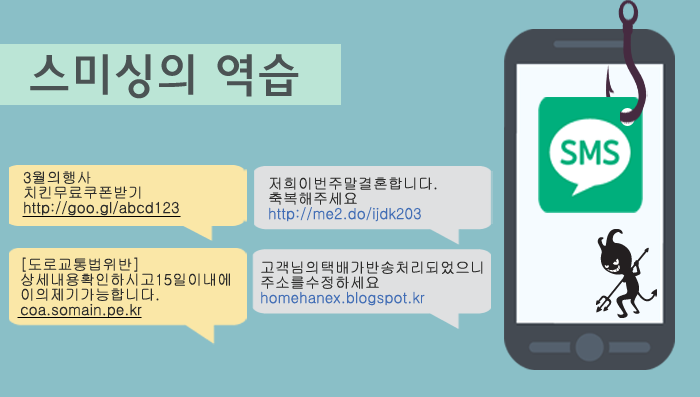 스미싱의 역습
3월의행사
치킨무료쿠폰받기
http://goo.gl/abcd123
저희이번주말결혼합니다.
축복해주세요
http://me2.do/ijdk203
[도로교통법위반]
상세내용확인하시고15일이내에
이의제기가능합니다.
coa.somain.pe.kr
고객님의택배가반송처리되었으니
주소를수정하세요
homehanex.blogspot.kr
SMS